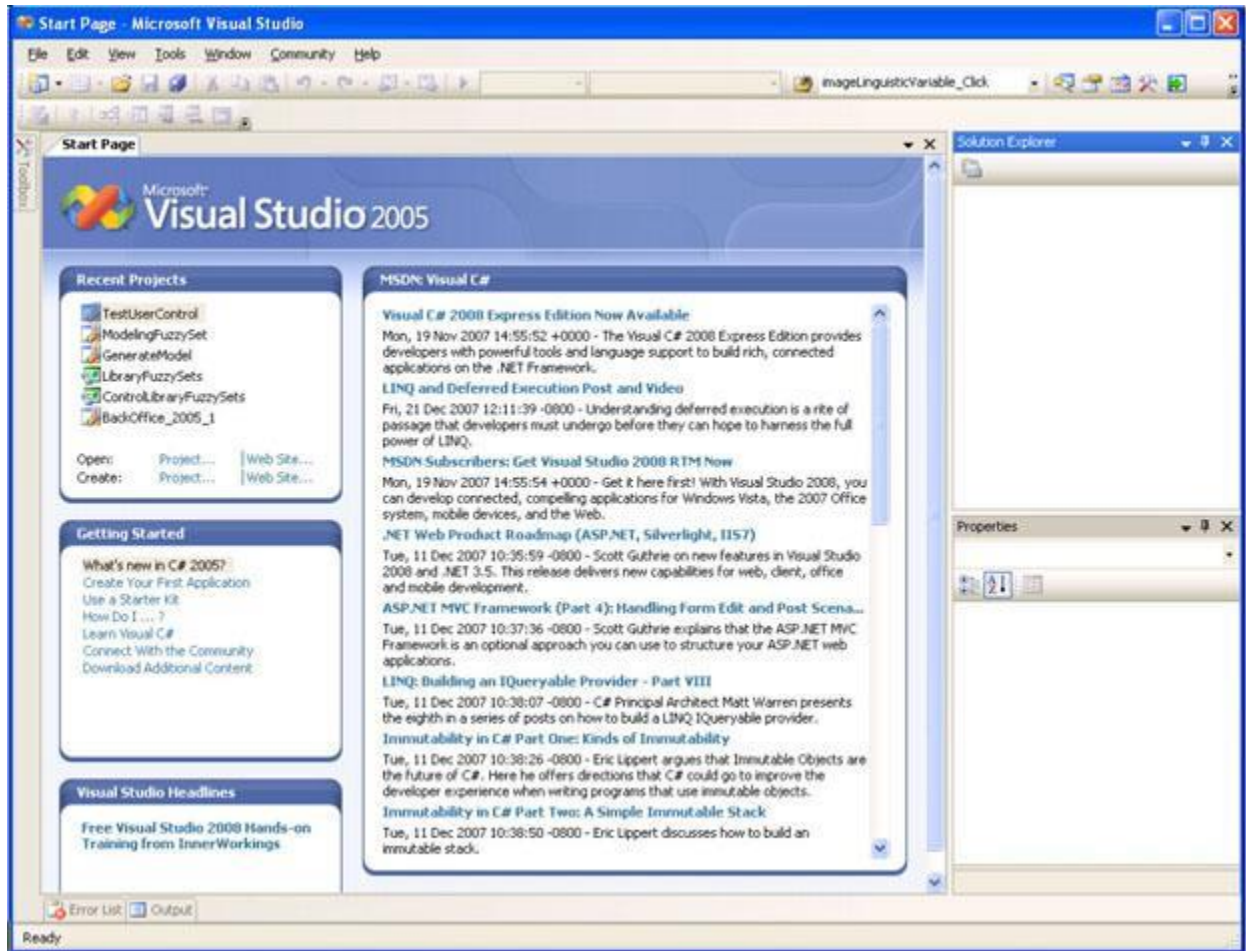 Start Page - Microsoft Visual Studio
File Edit View Tools Window Community Help
imageLinguisticVariable_Click
Toolbox
Start Page
Microsoft
Visual Studio 2005
Recent Projects
TestUserControl
ModelingFuzzySet
GenerateModel
LibraryFuzzySets
ControlLibraryFuzzySets
BackOffice_2005_1
Open: Project... Web Site...
Create: Project... Web Site...
Getting Started
What's new in C# 2005?
Create Your First Application
Use a Starter Kit
How Do I ... ?
Learn Visual C#
Connect With the Community
Download Additional Content
Visual Studio Headlines
Free Visual Studio 2008 Hands-on
Training from InnerWorkings
MSDN: Visual C#
Visual C# 2008 Express Edition Now Available
Mon, 19 Nov 2007 14:55:52 +0000 - The Visual C# 2008 Express Edition provides
developers with powerful tools and language support to build rich, connected
applications on the .NET Framework.
LINQ and Deferred Execution Post and Video
Fri, 21 Dec 2007 12:11:39 -0800 - Understanding deferred execution is a rite of
passage that developers must undergo before they can hope to harness the full
power of LINQ.
MSDN Subscribers: Get Visual Studio 2008 RTM Now
Mon, 19 Nov 2007 14:55:54 +0000 - Get it here first! With Visual Studio 2008, you
can develop connected, compelling applications for Windows Vista, the 2007 Office
system, mobile devices, and the Web.
.NET Web Product Roadmap (ASP.NET, Silverlight, IIS7)
Tue, 11 Dec 2007 10:35:59 -0800 - Scott Guthrie on new features in Visual Studio
2008 and .NET 3.5. This release delivers new capabilities for web, client, office
and mobile development.
ASP.NET MVC Framework (Part 4): Handling Form Edit and Post Scena...
Tue, 11 Dec 2007 10:37:36 -0800 - Scott Guthrie explains that the ASP.NET MVC
Framework is an optional approach you can use to structure your ASP.NET web
applications.
LINQ: Building an IQueryable Provider - Part VIII
Tue, 11 Dec 2007 10:38:07 -0800 - C# Principal Architect Matt Warren presents
the eighth in a series of posts on how to build a LINQ IQueryable provider.
Immutability in C# Part One: Kinds of Immutability
Tue, 11 Dec 2007 10:38:26 -0800 - Eric Lippert argues that Immutable Objects are
the future of C#. Here he offers directions that C# could go to improve the
developer experience when writing programs that use immutable objects.
Immutability in C# Part Two: A Simple Immutable Stack
Tue, 11 Dec 2007 10:38:50 -0800 - Eric Lippert discusses how to build an
immutable stack.
Solution Explorer
Properties
Error List Output
Ready